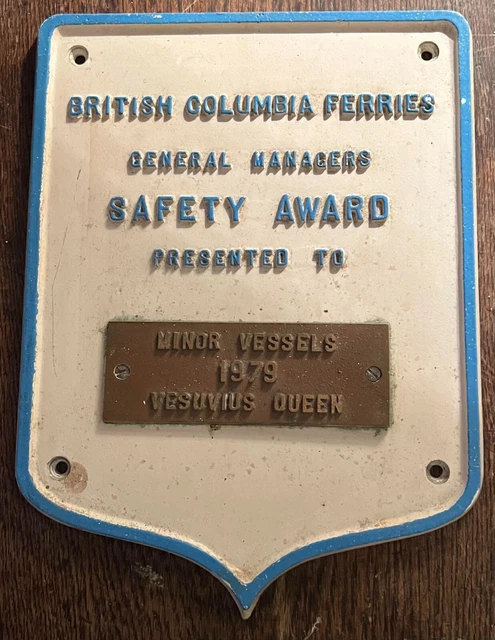 BRITISH COLUMBIA FERRIES
GENERAL MANAGERS
SAFETY AWARD
PRESENTED TO
MINOR VESSELS
1979
VESUVIUS QUEEN